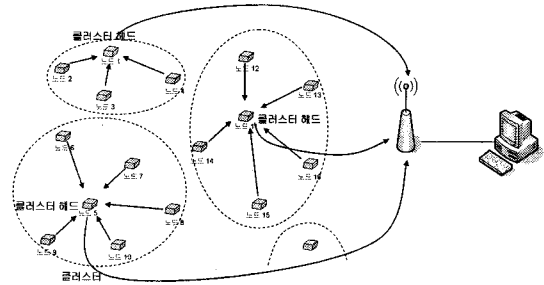 클러스터 헤드
노드 1
노드 2
노드 3
노드 12
노드 13
클러스터 헤드
노드 14
노드 16
노드 15
노드 6
노드 7
클러스터 헤드
노드 5
노드 8
노드 9
노드 10
클러스터